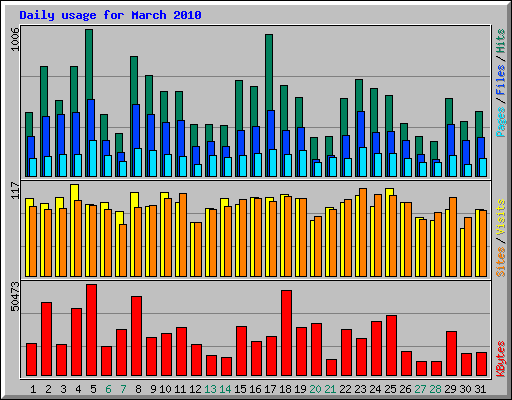 Daily usage for March 2010
1006
Pages / Files / Hits
117
Sites / Visits
50473
KBytes
1 2 3 4 5 6 7 8 9 10 11 12 13 14 15 16 17 18 19 20 21 22 23 24 25 26 27 28 29 30 31